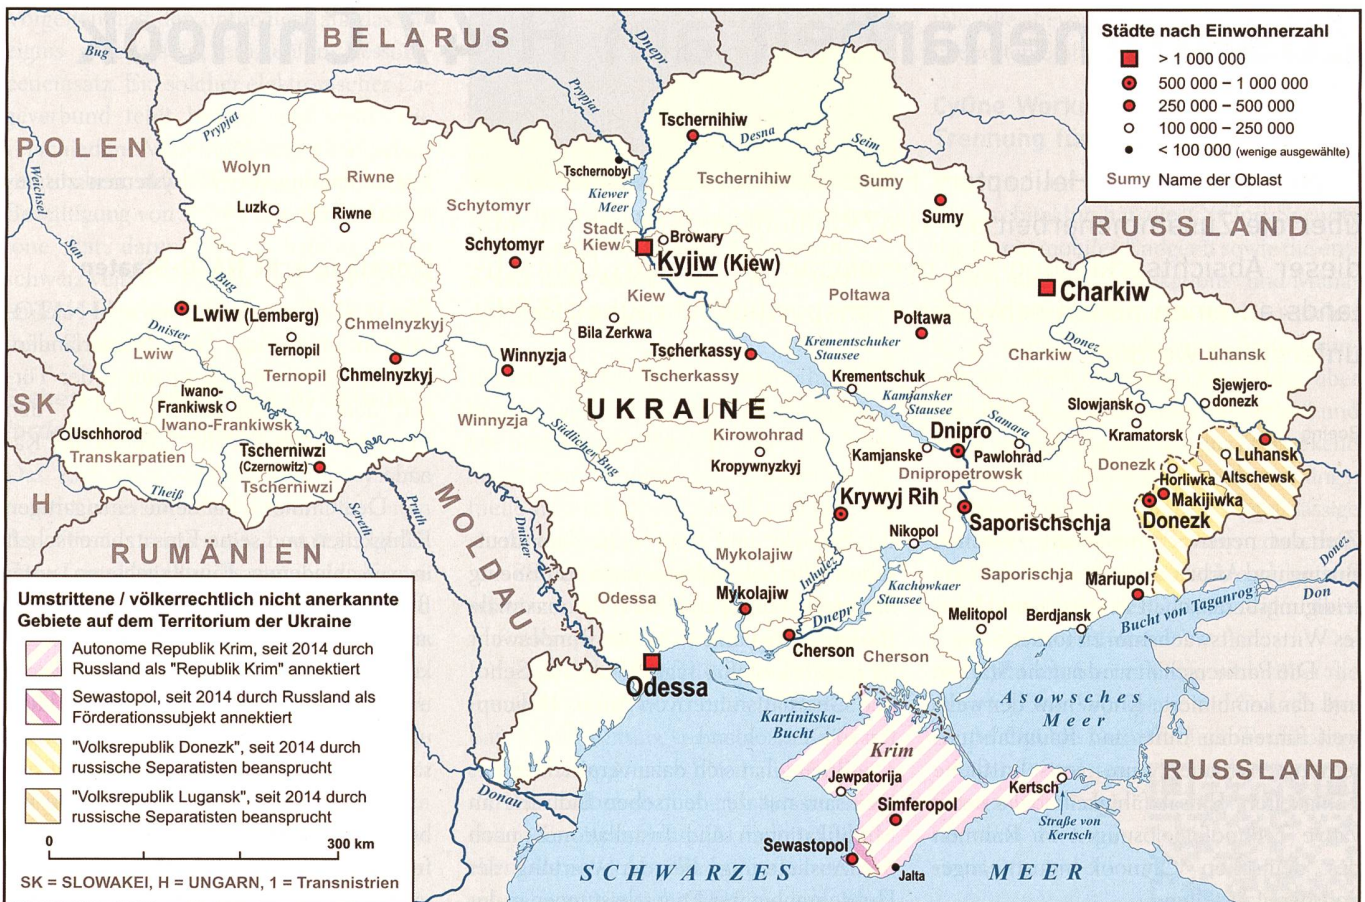 BELARUS
Bug
Dnepr
Prypjat
Städte nach Einwohnerzahl
> 1 000 000
500 000 – 1 000 000
250 000 – 500 000
100 000 – 250 000
< 100 000 (wenige ausgewählte)
Sumy Name der Oblast
POLEN
Prypjat
Weichsel
San
Wolyn
Riwne
Luzk
Riwne
Schytomyr
Schytomyr
Tschernobyl
Kiewer
Meer
Tschernihiw
Desna
Seim
Tschernihiw
Sumy
Sumy
RUSSLAND
Stadt
Kiew
Browary
Kyjiw (Kiew)
Kiew
Bila Zerkwa
Poltawa
Poltawa
Charkiw
Charkiw
Donez
Luhansk
Bug
Lwiw (Lemberg)
Dnister
Lwiw
Ternopil
Ternopil
Chmelnyzkyj
Chmelnyzkyj
Winnyzja
Winnyzja
Tscherkassy
Tscherkassy
Krementschuker
Stausee
Krementschuk
Kamjansker
Stausee
Samara
Slowjansk
Kramatorsk
Sjewjero-
donezk
SK
Iwano-
Frankiwsk
Iwano-Frankiwsk
Uschhorod
Transkarpatien
Tscherniwzi
(Czernowitz)
Tscherniwzi
Theiß
H
UKRAINE
Südlicher Bug
Kirowohrad
Kropywnyzkyj
Dnipro
Kamjanske
Pawlohrad
Dnipropetrowsk
Donezk
Luhansk
Altschewsk
Horliwka
Makijiwka
Donezk
Krywyj Rih
Saporischschja
Nikopol
RUMÄNIEN
Sereth
Pruth
MOLDAU
Dnister
1
1
Odessa
Mykolajiw
Mykolajiw
Inhulez
Dnepr
Kachowkaer
Stausee
Saporischja
Mariupol
Melitopol
Berdjansk
Bucht von Taganrog
Donez
Don
Cherson
Cherson
Odessa
Kartinitska-
Bucht
Asowsches
Meer
Krim
Jewpatorija
Simferopol
Kertsch
Straße von
Kertsch
Sewastopol
Jalta
RUSSLAND
Donau
SCHWARZES MEER
Umstrittene / völkerrechtlich nicht anerkannte
Gebiete auf dem Territorium der Ukraine
Autonome Republik Krim, seit 2014 durch
Russland als "Republik Krim" annektiert
Sewastopol, seit 2014 durch Russland als
Förderationssubjekt annektiert
"Volksrepublik Donezk", seit 2014 durch
russische Separatisten beansprucht
"Volksrepublik Lugansk", seit 2014 durch
russische Separatisten beansprucht
0 300 km
SK = SLOWAKEI, H = UNGARN, 1 = Transnistrien